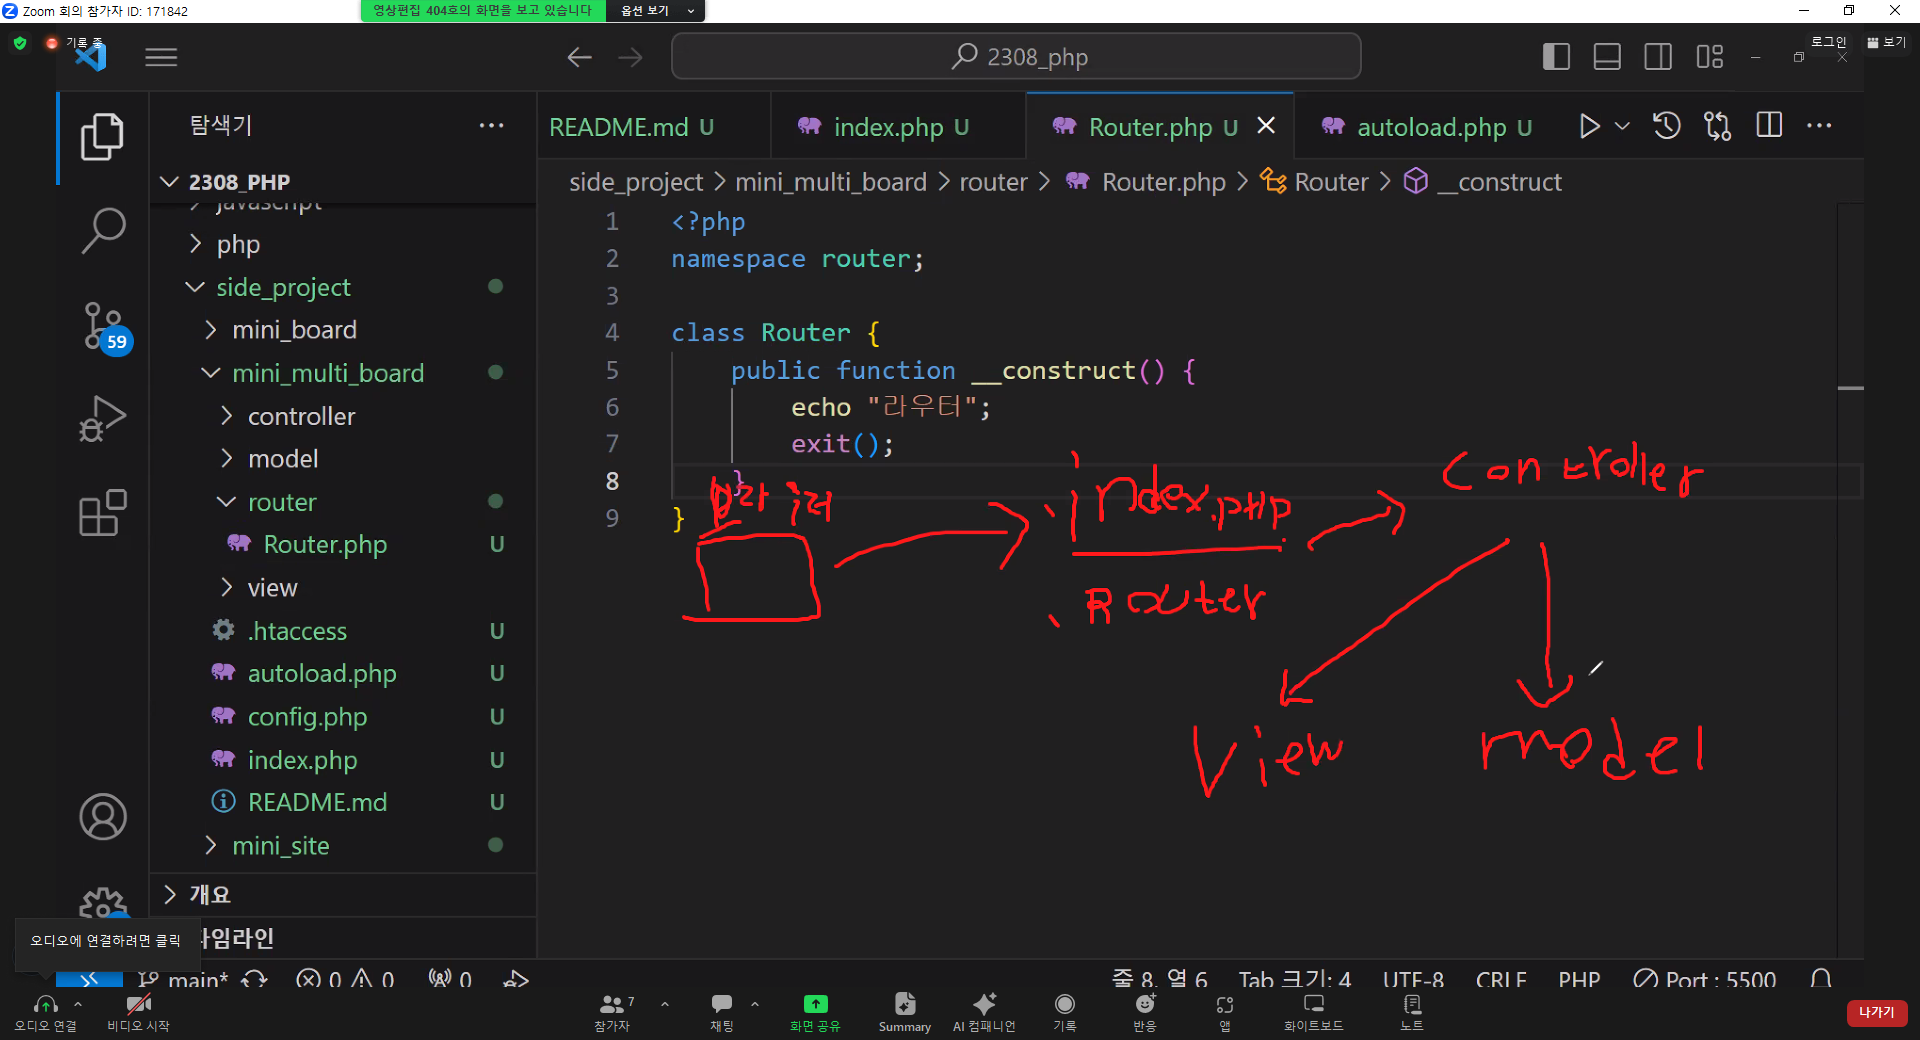 Zoom 회의 참가자 ID: 171842
영상편집 404호의 화면을 보고 있습니다
옵션 보기
기록 중
2308_php
로그인
보기
탐색기
README.md U
index.php U
Router.php U
autoload.php U
side_project > mini_multi_board > router > Router.php > Router > __construct
2308_PHP
javascript
php
side_project
mini_board
mini_multi_board
controller
model
router
Router.php U
view
.htaccess U
autoload.php U
config.php U
index.php U
README.md U
mini_site
개요
타임라인
59
1 <?php
2 namespace router;
3
4 class Router {
5 public function __construct() {
6 echo "라우터";
7 exit();
8 }
9 }
index.php
Controller
Router
View
model
오디오에 연결하려면 클릭
main* 0 0 0
줄 8, 열 6
Tab 크기: 4
UTF-8
CRLF
PHP
Port : 5500
오디오 연결
비디오 시작
참가자 7
채팅
화면 공유
Summary
AI 컴패니언
기록
반응
앱
화이트보드
노트
나가기